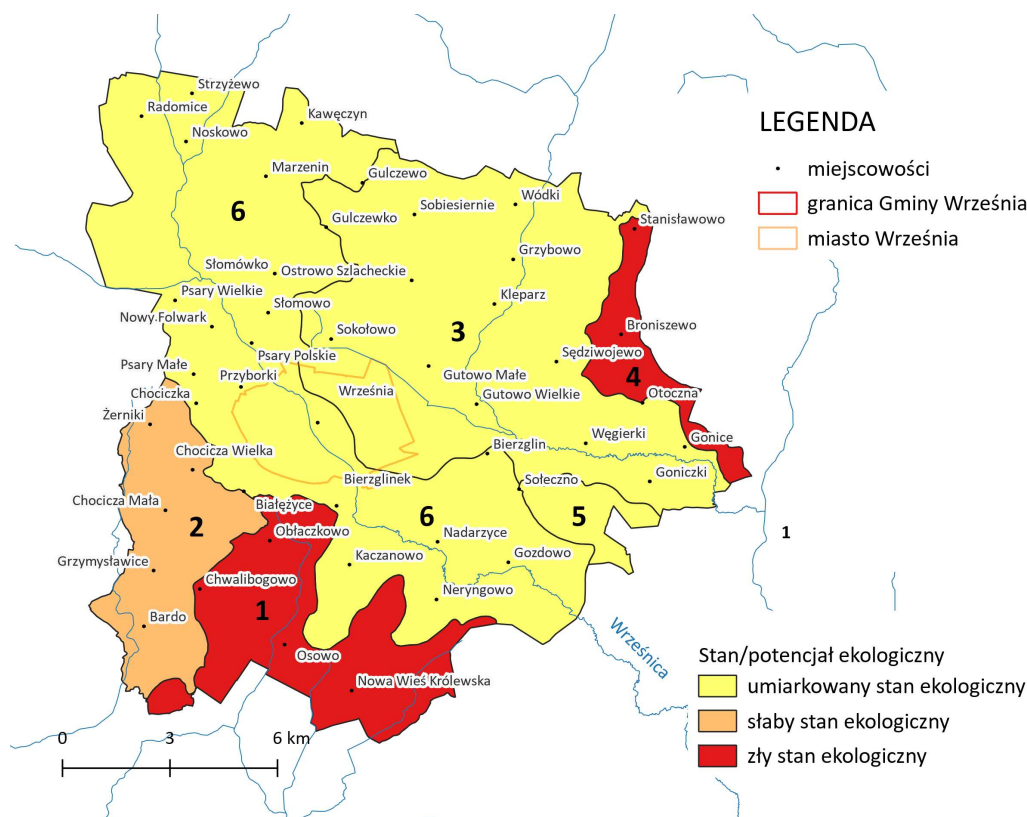 Strzyżewo
Radomice
Noskowo
Kawęczyn
Marzenin
Gulczewo
6
Gulczewko
Sobiesiernie
Wódki
Stanisławowo
Grzybowo
Słomówko
Ostrowo Szlacheckie
Psary Wielkie
Słomowo
Kleparz
Nowy Folwark
Sokołowo
3
Broniszewo
Psary Polskie
Sędziwojewo
Psary Małe
Przyborki
Gutowo Małe
4
Chociczka
Września
Gutowo Wielkie
Otoczna
Żerniki
Węgierki
Gonice
Chocicza Wielka
Bierzglin
Bierzglinek
Sołeczno
Goniczki
Chocicza Mała
Białężyce
2
6
5
Obłaczkowo
Nadarzyce
Kaczanowo
Gozdowo
Grzymysławice
Chwalibogowo
Neryngowo
1
Bardo
Osowo
Nowa Wieś Królewska
Wrześnica
0 3 6 km
LEGENDA
miejscowości
granica Gminy Września
miasto Września
1
Stan/potencjał ekologiczny
umiarkowany stan ekologiczny
słaby stan ekologiczny
zły stan ekologiczny